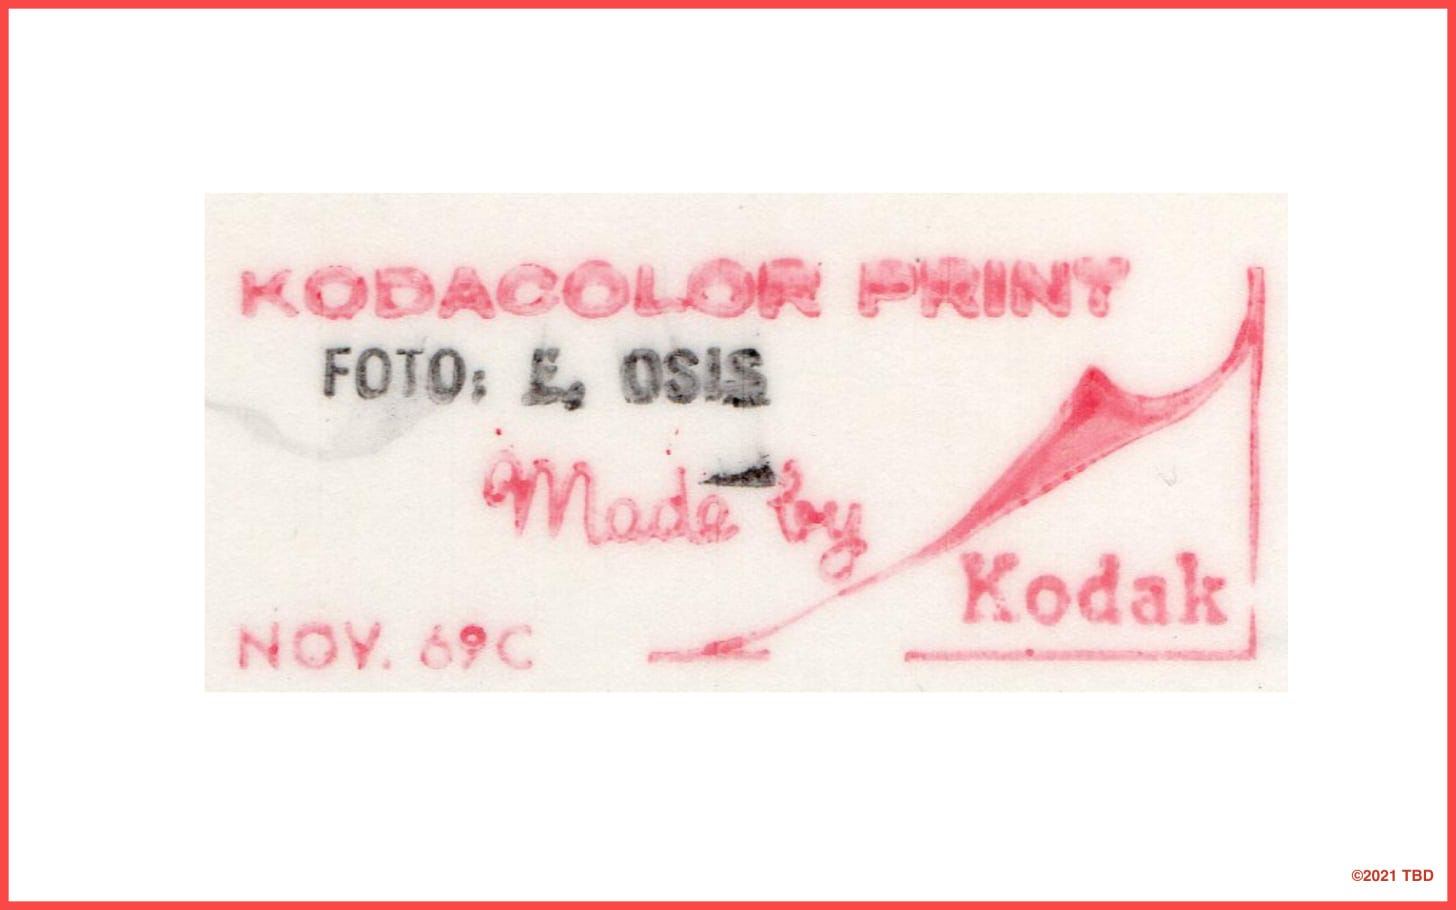 KODACOLOR PRINT
FOTO: E. OSIS
Made by
Kodak
NOV. 69C
©2021 TBD